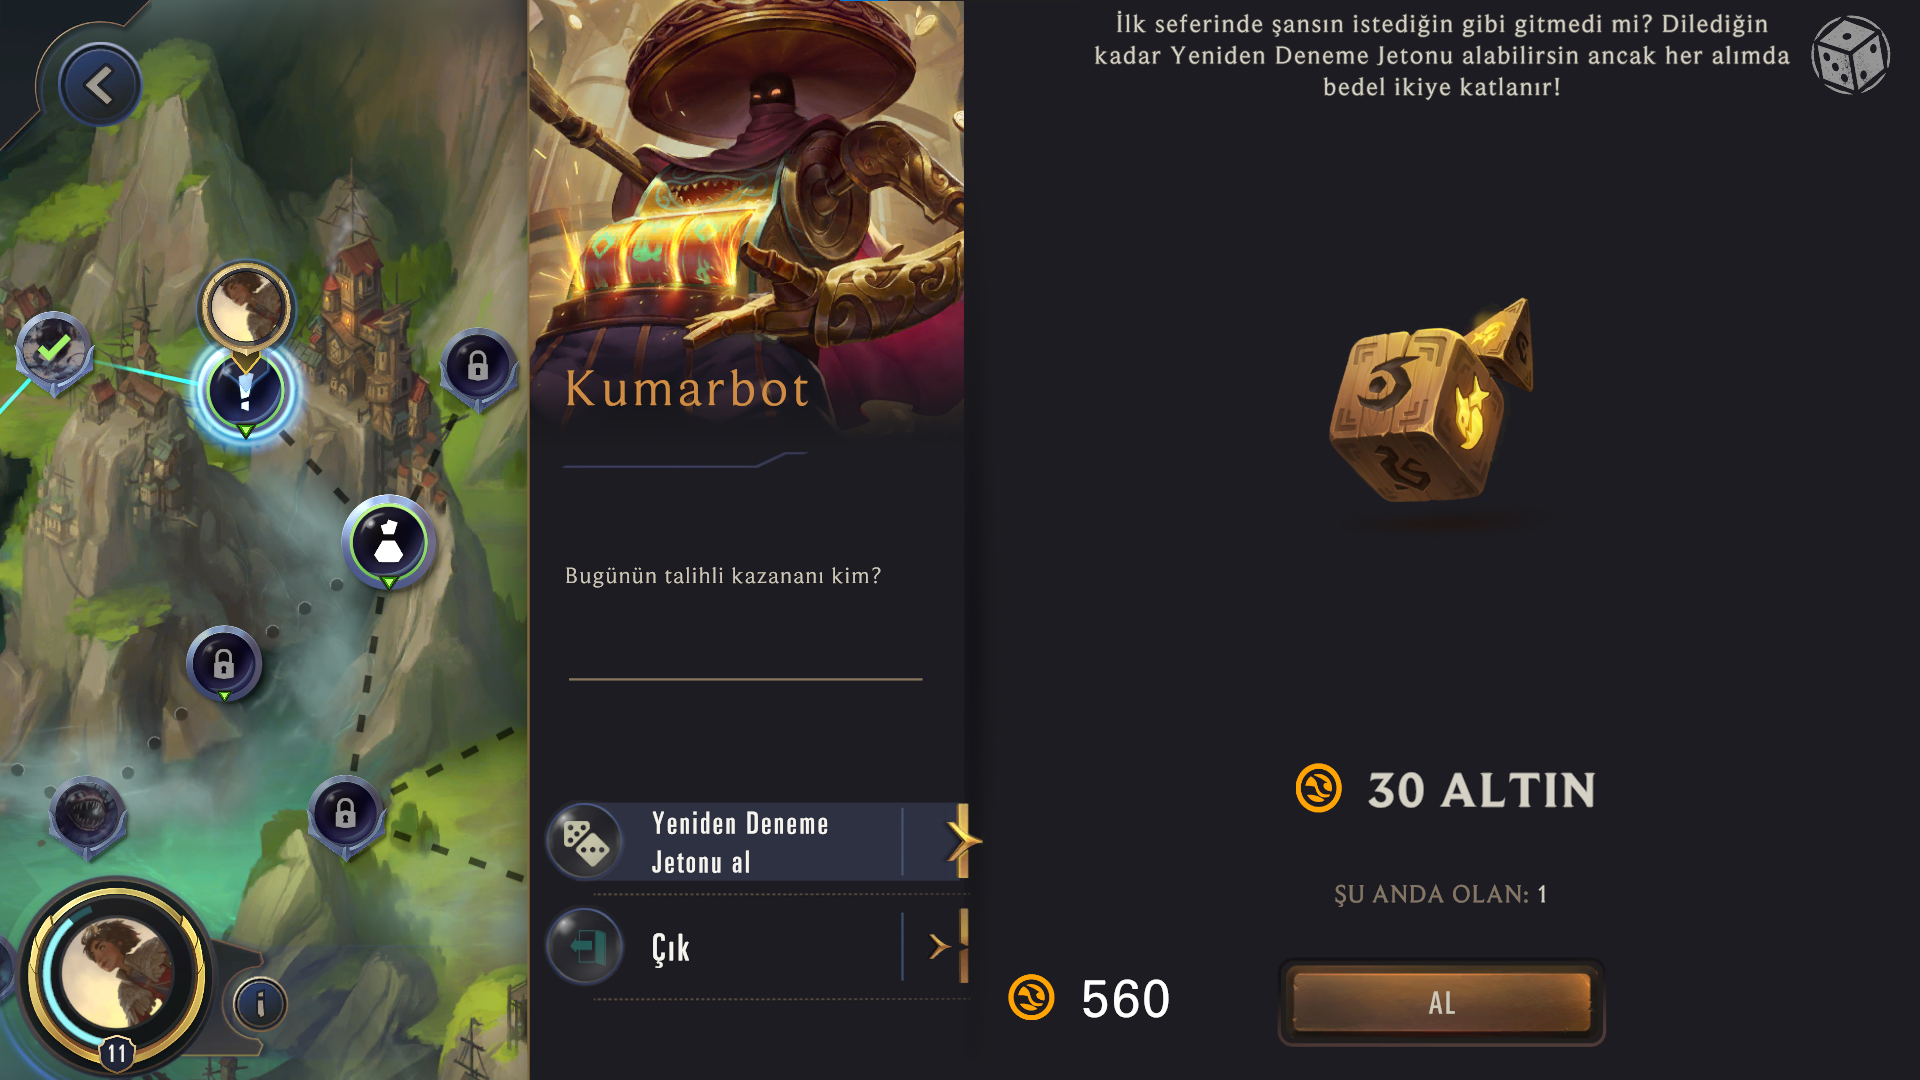 İlk seferinde şansın istediğin gibi gitmedi mi? Dilediğin
kadar Yeniden Deneme Jetonu alabilirsin ancak her alımda
bedel ikiye katlanır!
Kumarbot
Bugünün talihli kazananı kim?
Yeniden Deneme
Jetonu al
Çık
30 ALTIN
ŞU ANDA OLAN: 1
560
AL
11
i